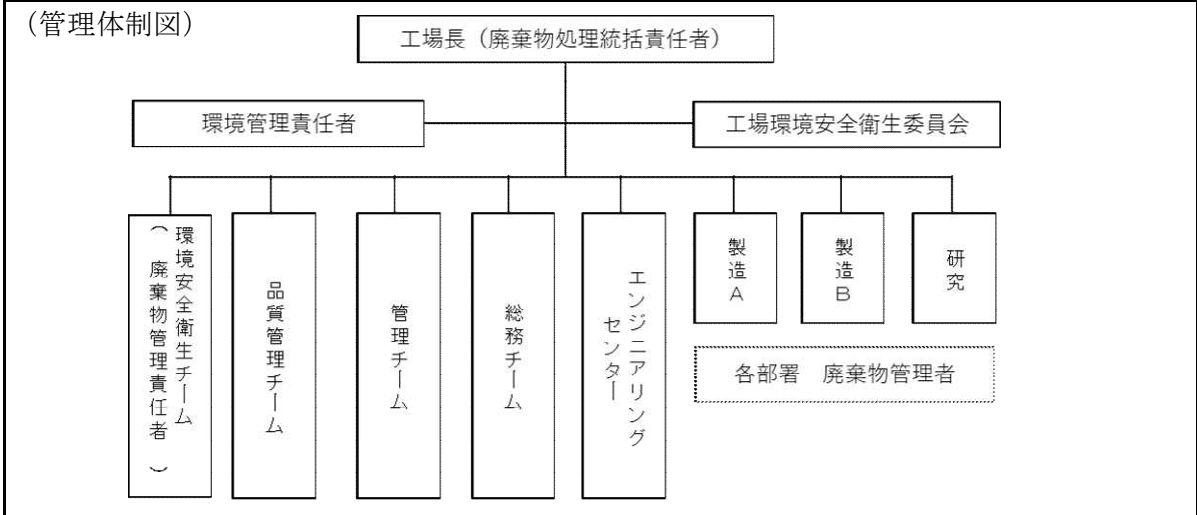 （管理体制図）
工場長（廃棄物処理統括責任者）
環境管理責任者
工場環境安全衛生委員会
環境安全衛生チーム
（廃棄物管理責任者）
品質管理チーム
管理チーム
総務チーム
エンジニアリング
センター
製造Ａ
製造Ｂ
研究
各部署　廃棄物管理者